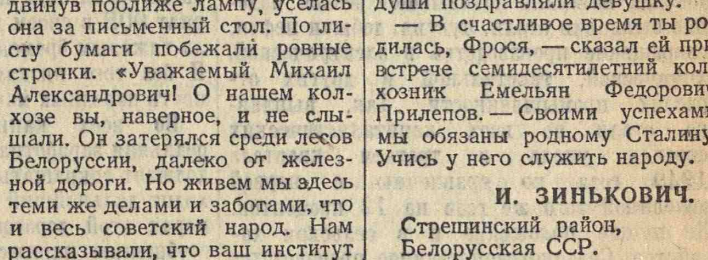 двинув поближе лампу, уселась
она за письменный стол. По ли-
сту бумаги побежали ровные
строчки. «Уважаемый Михаил
Александрович! О нашем кол-
хозе вы, наверное, и не слы-
шали. Он затерялся среди лесов
Белоруссии, далеко от желез-
ной дороги. Но живем мы здесь
теми же делами и заботами, что
и весь советский народ. Нам
рассказывали, что ваш институт
души поздравляли девушку.
— В счастливое время ты ро-
дилась, Фрося, — сказал ей при
встрече семидесятилетний кол-
хозник Емельян Федорович
Прилепов. — Своими успехами
мы обязаны родному Сталину.
Учись у него служить народу.
И. ЗИНЬКОВИЧ.
Стрешинский район,
Белорусская ССР.